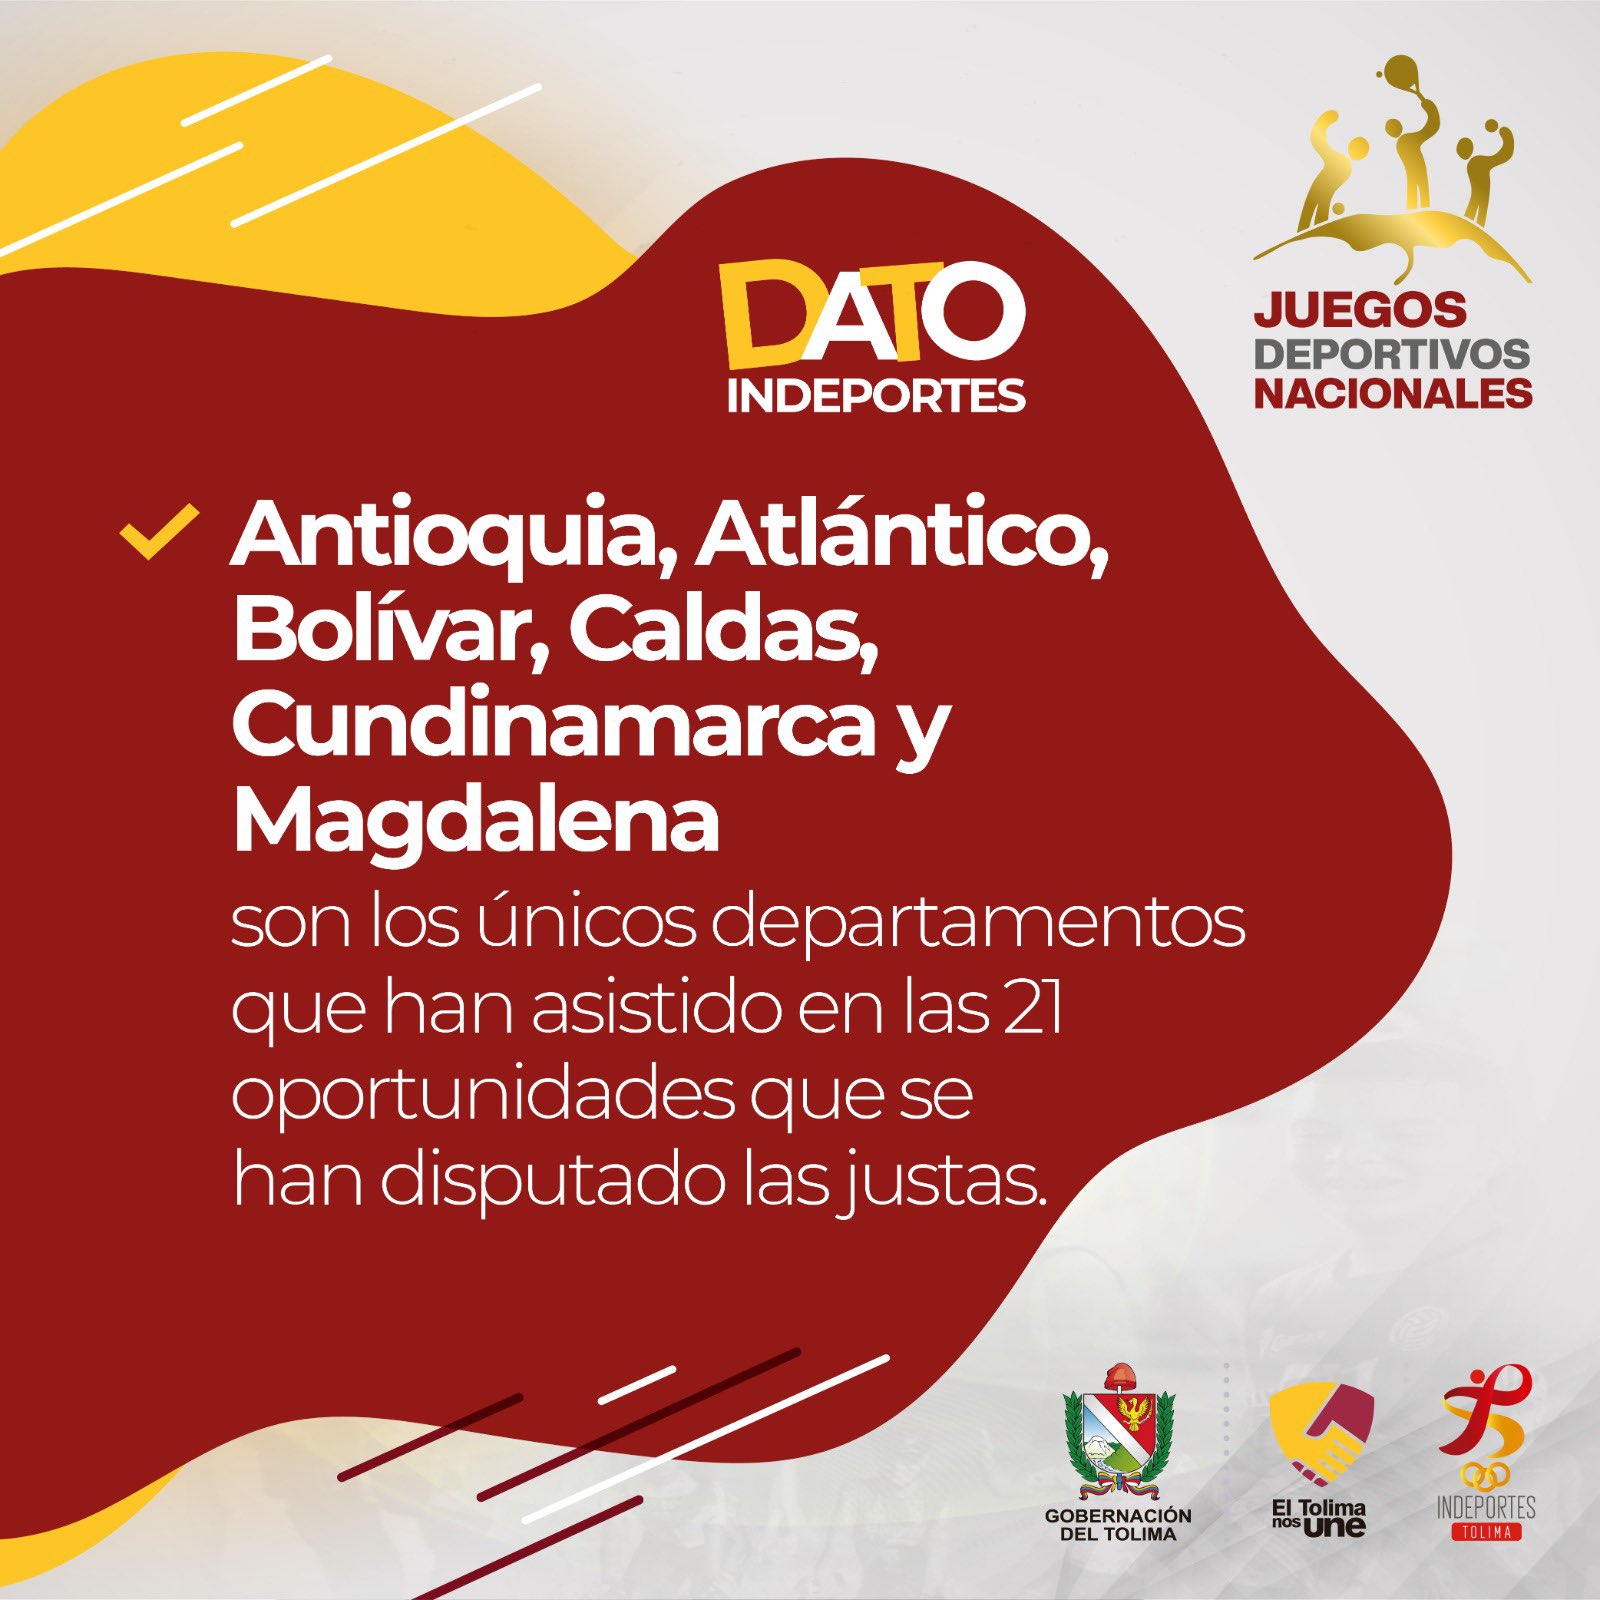 DATO
INDEPORTES
JUEGOS
DEPORTIVOS
NACIONALES
Antioquia, Atlántico,
Bolívar, Caldas,
Cundinamarca y
Magdalena
son los únicos departamentos
que han asistido en las 21
oportunidades que se
han disputado las justas.
GOBERNACIÓN
DEL TOLIMA
El Tolima
nos une
INDEPORTES
TOLIMA